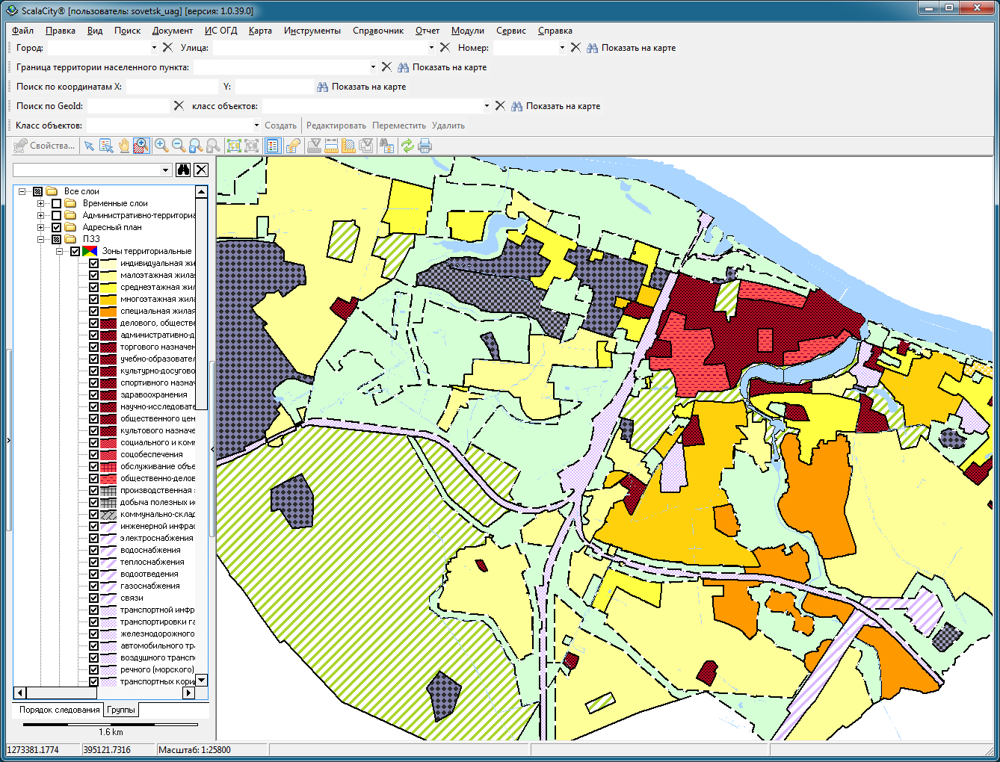 ScalaCity® [пользователь: sovetsk_uag] [версия: 1.0.39.0]
Файл Правка Вид Поиск Документ ИС ОГД Карта Инструменты Справочник Отчет Модули Сервис Справка
Город: Улица: Номер: Показать на карте
Граница территории населенного пункта: Показать на карте
Поиск по координатам X: Y: Показать на карте
Поиск по GeoId: класс объектов: Показать на карте
Класс объектов: Создать Редактировать Переместить Удалить
Свойства...
Все слои
Временные слои
Административно-территориа
Адресный план
ПЗЗ
Зоны территориальные
индивидуальная жи
малоэтажная жилая
среднеэтажная жил
многоэтажная жила
специальная жилая
делового, обществе
административно-д
торгового назначен
учебно-образовател
культурно-досугово
спортивного назнач
здравоохранения
научно-исследовате
общественного цен
культового назначе
социального и комм
соцобеспечения
обслуживание объе
общественно-делов
производственная з
добыча полезных ис
коммунально-склад
инженерной инфрас
электроснабжения
водоснабжения
теплоснабжения
водоотведения
газоснабжения
связи
транспортной инфр
транспортировки га
железнодорожного
автомобильного тра
воздушного транспо
речного (морского)
транспортных корид
Порядок следования Группы
1.6 km
1273381.1774 395121.7316 Масштаб: 1:25800